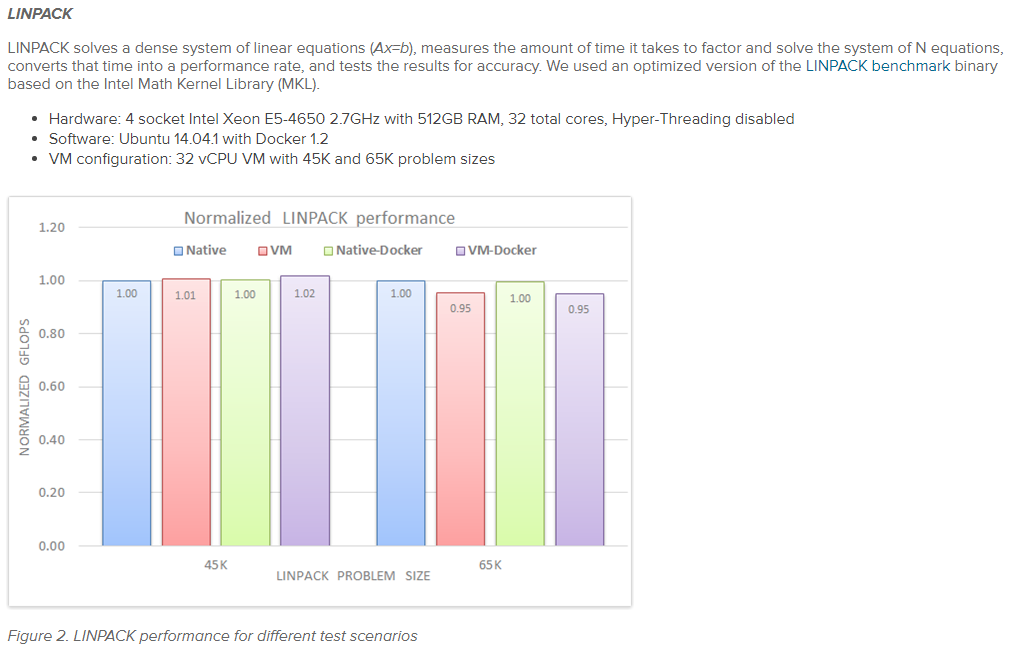 LINPACK
LINPACK solves a dense system of linear equations (Ax=b), measures the amount of time it takes to factor and solve the system of N equations,
converts that time into a performance rate, and tests the results for accuracy. We used an optimized version of the LINPACK benchmark binary
based on the Intel Math Kernel Library (MKL).
• Hardware: 4 socket Intel Xeon E5-4650 2.7GHz with 512GB RAM, 32 total cores, Hyper-Threading disabled
• Software: Ubuntu 14.04.1 with Docker 1.2
• VM configuration: 32 vCPU VM with 45K and 65K problem sizes
Normalized LINPACK performance
Native VM Native-Docker VM-Docker
NORMALIZED GFLOPS
1.20
1.00
0.80
0.60
0.40
0.20
0.00
1.00 1.01 1.00 1.02 1.00 0.95 1.00 0.95
45K 65K
LINPACK PROBLEM SIZE
Figure 2. LINPACK performance for different test scenarios